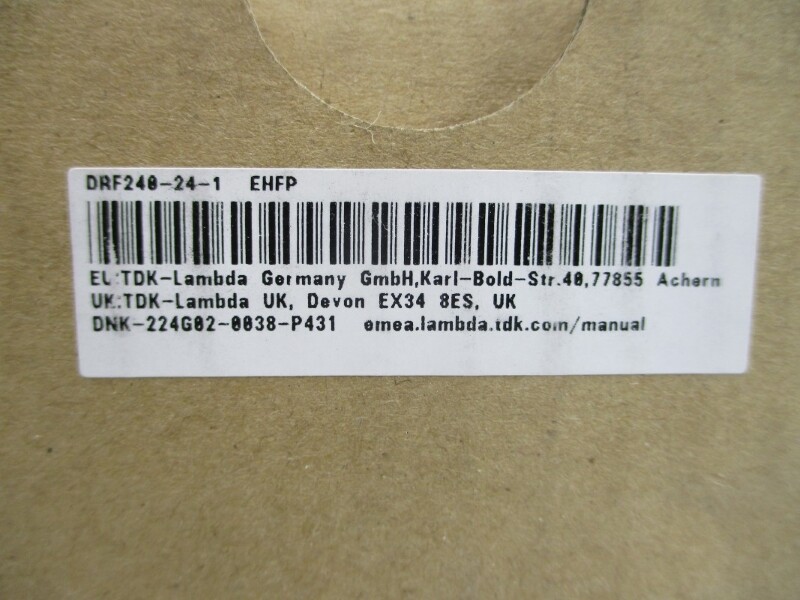 DRF240-24-1 EHFP
EU:TDK-Lambda Germany GmbH,Karl-Bold-Str.40,77855 Achern
UK:TDK-Lambda UK, Devon EX34 8ES, UK
DNK-224G02-0038-P431 emea.lambda.tdk.com/manual